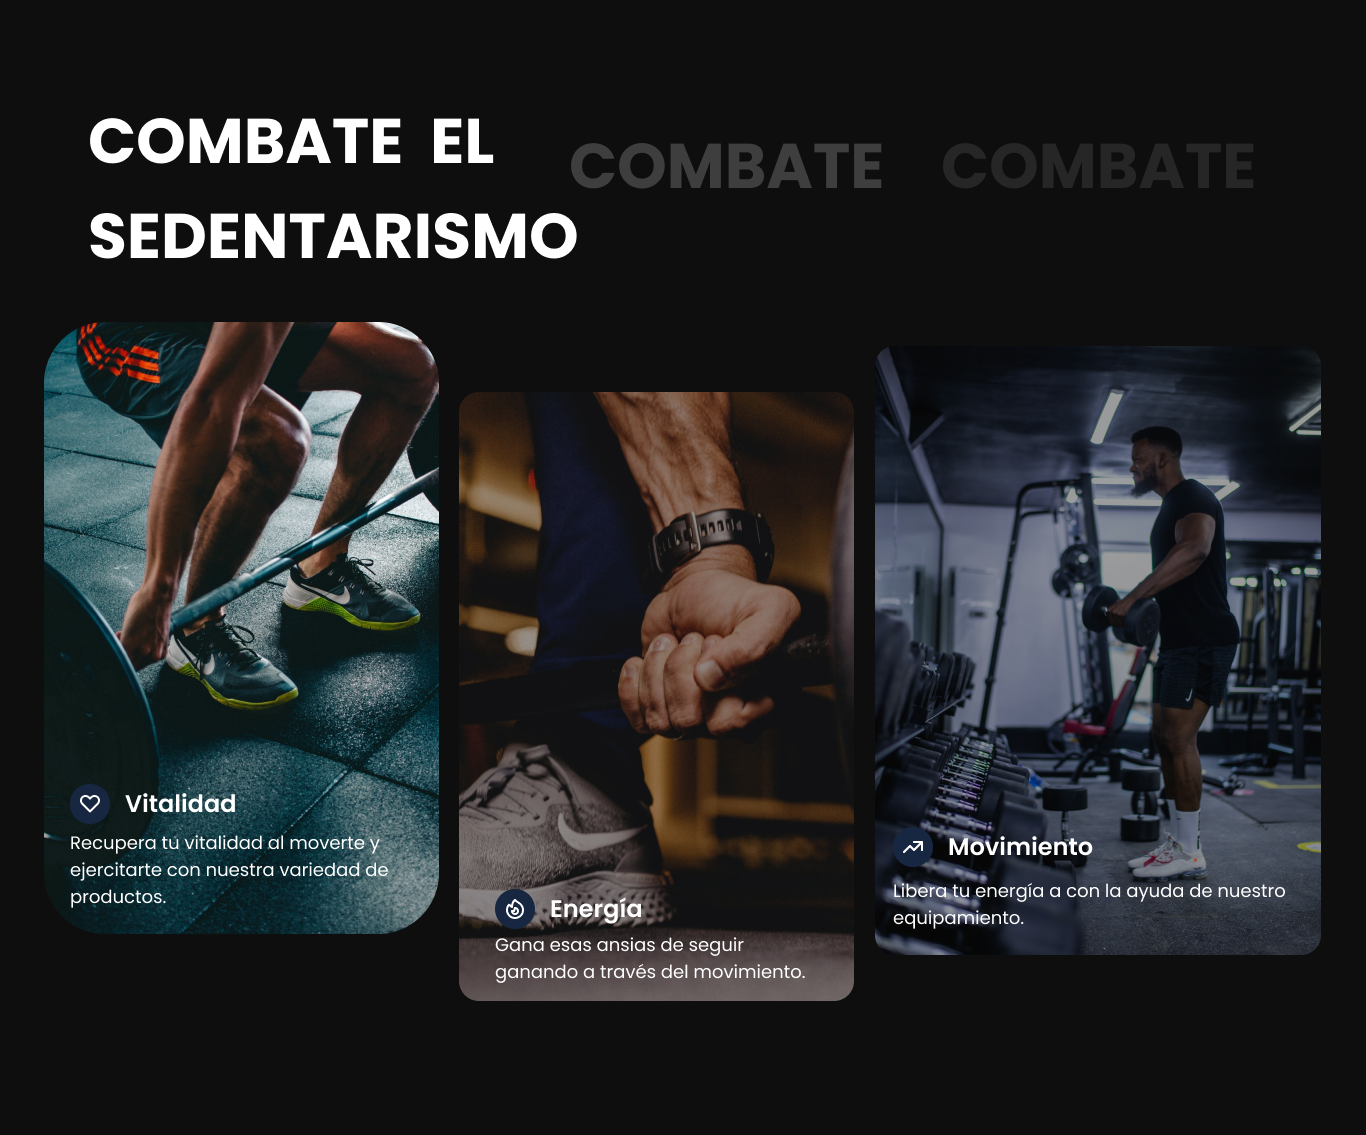 COMBATE EL
SEDENTARISMO
COMBATE COMBATE
Vitalidad
Recupera tú vitalidad al moverte y
ejercitarte con nuestra variedad de
productos.
Energía
Gana esas ansias de seguir
ganando a través del movimiento.
Movimiento
Libera tu energía a con la ayuda de nuestro
equipamiento.